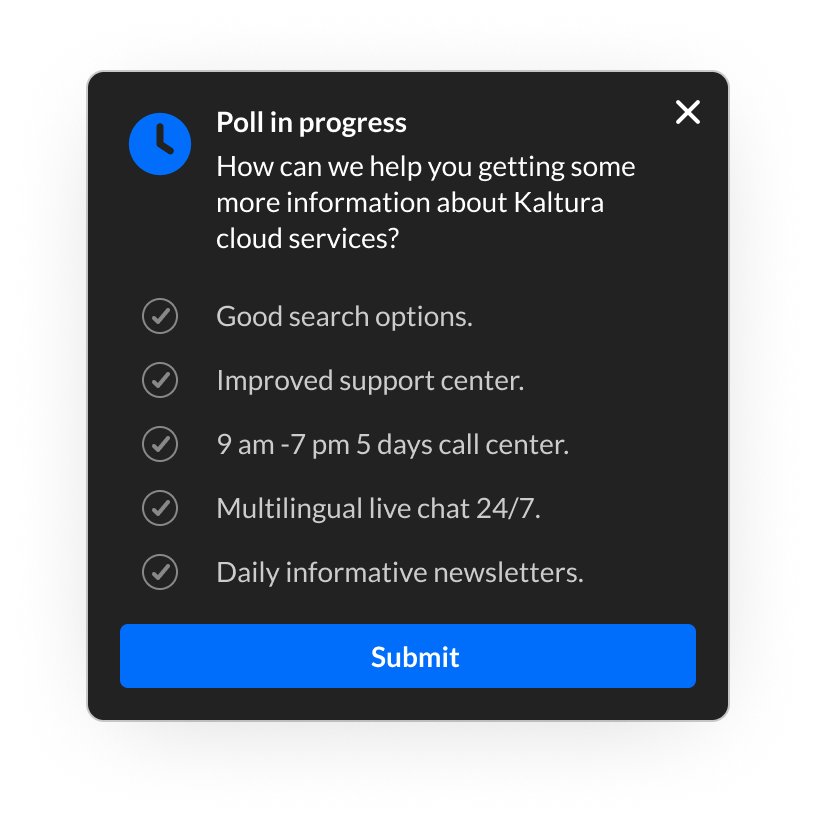 Poll in progress
How can we help you getting some
more information about Kaltura
cloud services?
Good search options.
Improved support center.
9 am -7 pm 5 days call center.
Multilingual live chat 24/7.
Daily informative newsletters.
Submit